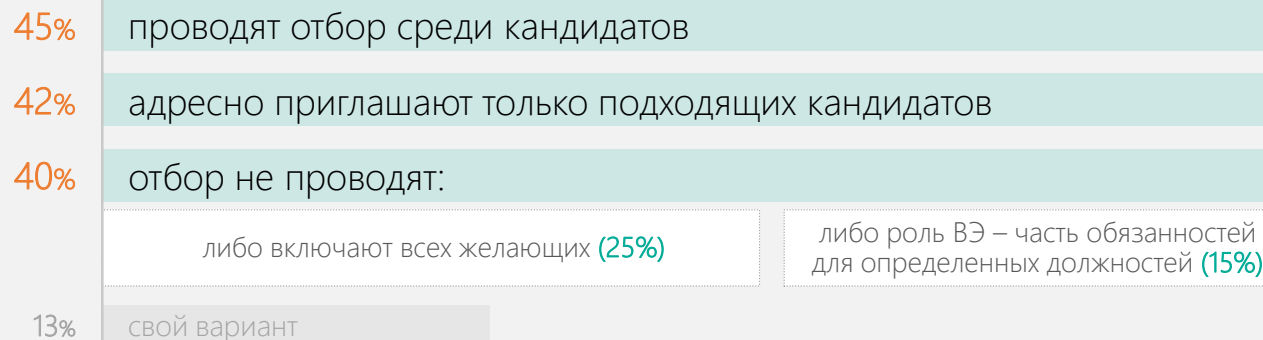 45% проводят отбор среди кандидатов
42% адресно приглашают только подходящих кандидатов
40% отбор не проводят:
либо включают всех желающих (25%)
либо роль ВЭ – часть обязанностей
для определенных должностей (15%)
13% свой вариант